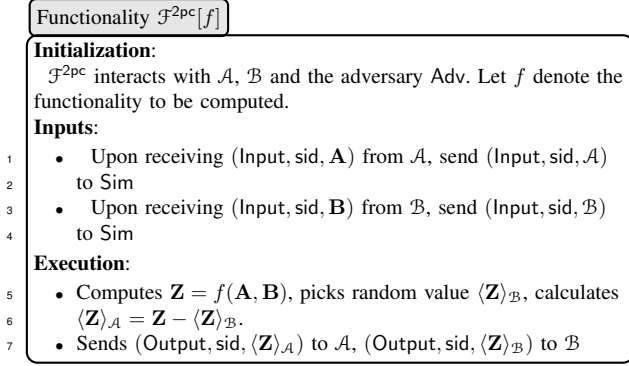 Functionality ℱ²ᵖᶜ[f]
Initialization:
ℱ²ᵖᶜ interacts with 𝒜, ℬ and the adversary Adv. Let f denote the
functionality to be computed.
Inputs:
1 • Upon receiving (Input, sid, A) from 𝒜, send (Input, sid, 𝒜)
2 to Sim
3 • Upon receiving (Input, sid, B) from ℬ, send (Input, sid, ℬ)
4 to Sim
Execution:
5 • Computes Z = f(A, B), picks random value ⟨Z⟩_ℬ, calculates
6 ⟨Z⟩_𝒜 = Z − ⟨Z⟩_ℬ.
7 • Sends (Output, sid, ⟨Z⟩_𝒜) to 𝒜, (Output, sid, ⟨Z⟩_ℬ) to ℬ